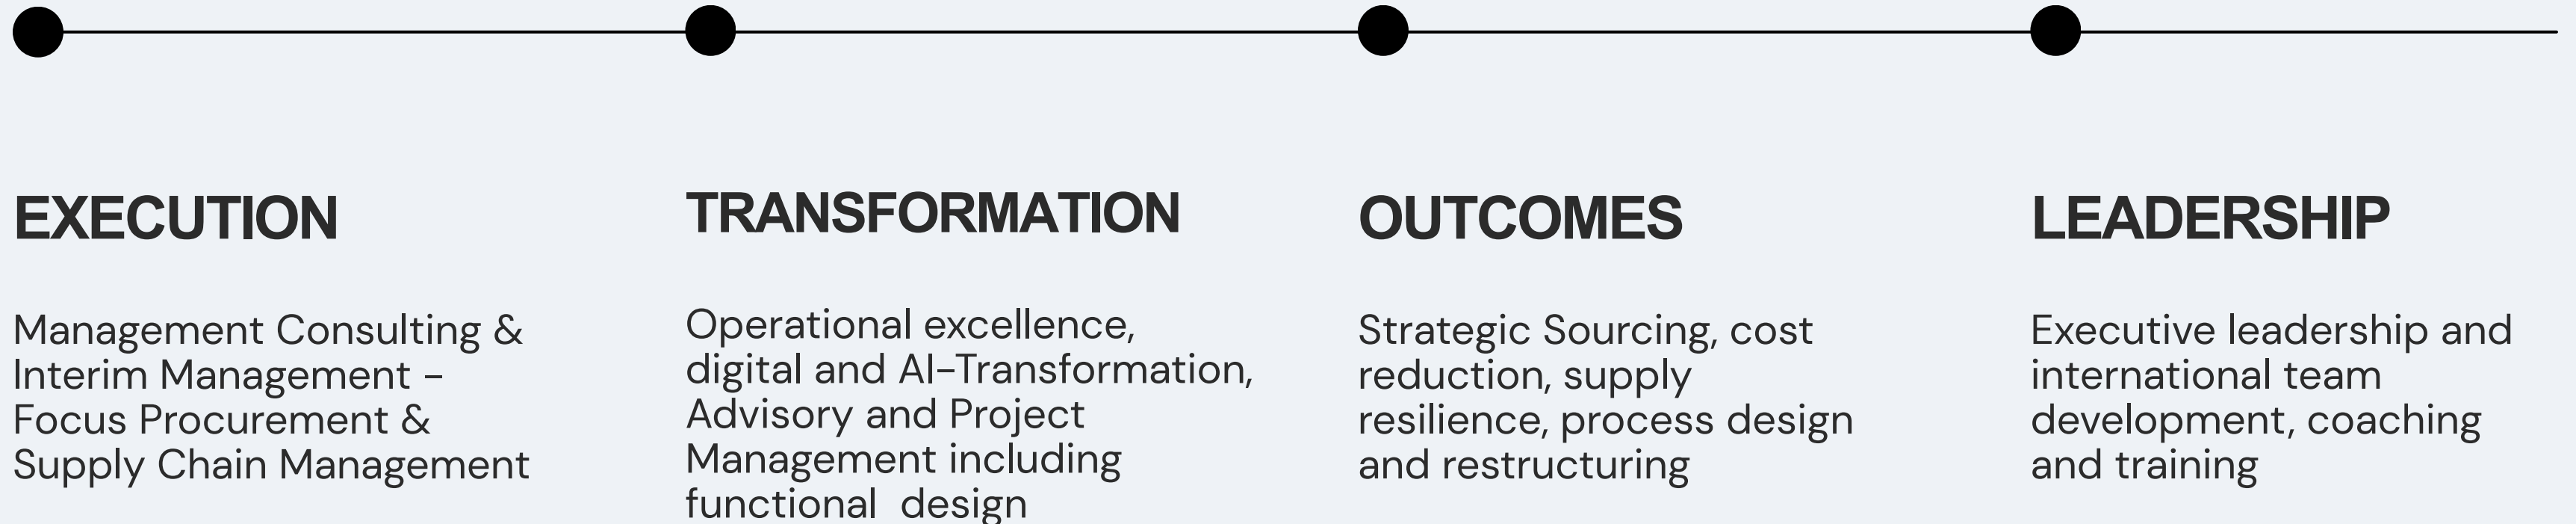 EXECUTION
Management Consulting &
Interim Management -
Focus Procurement &
Supply Chain Management
TRANSFORMATION
Operational excellence,
digital and AI-Transformation,
Advisory and Project
Management including
functional  design
OUTCOMES
Strategic Sourcing, cost
reduction, supply
resilience, process design
and restructuring
LEADERSHIP
Executive leadership and
international team
development, coaching
and training